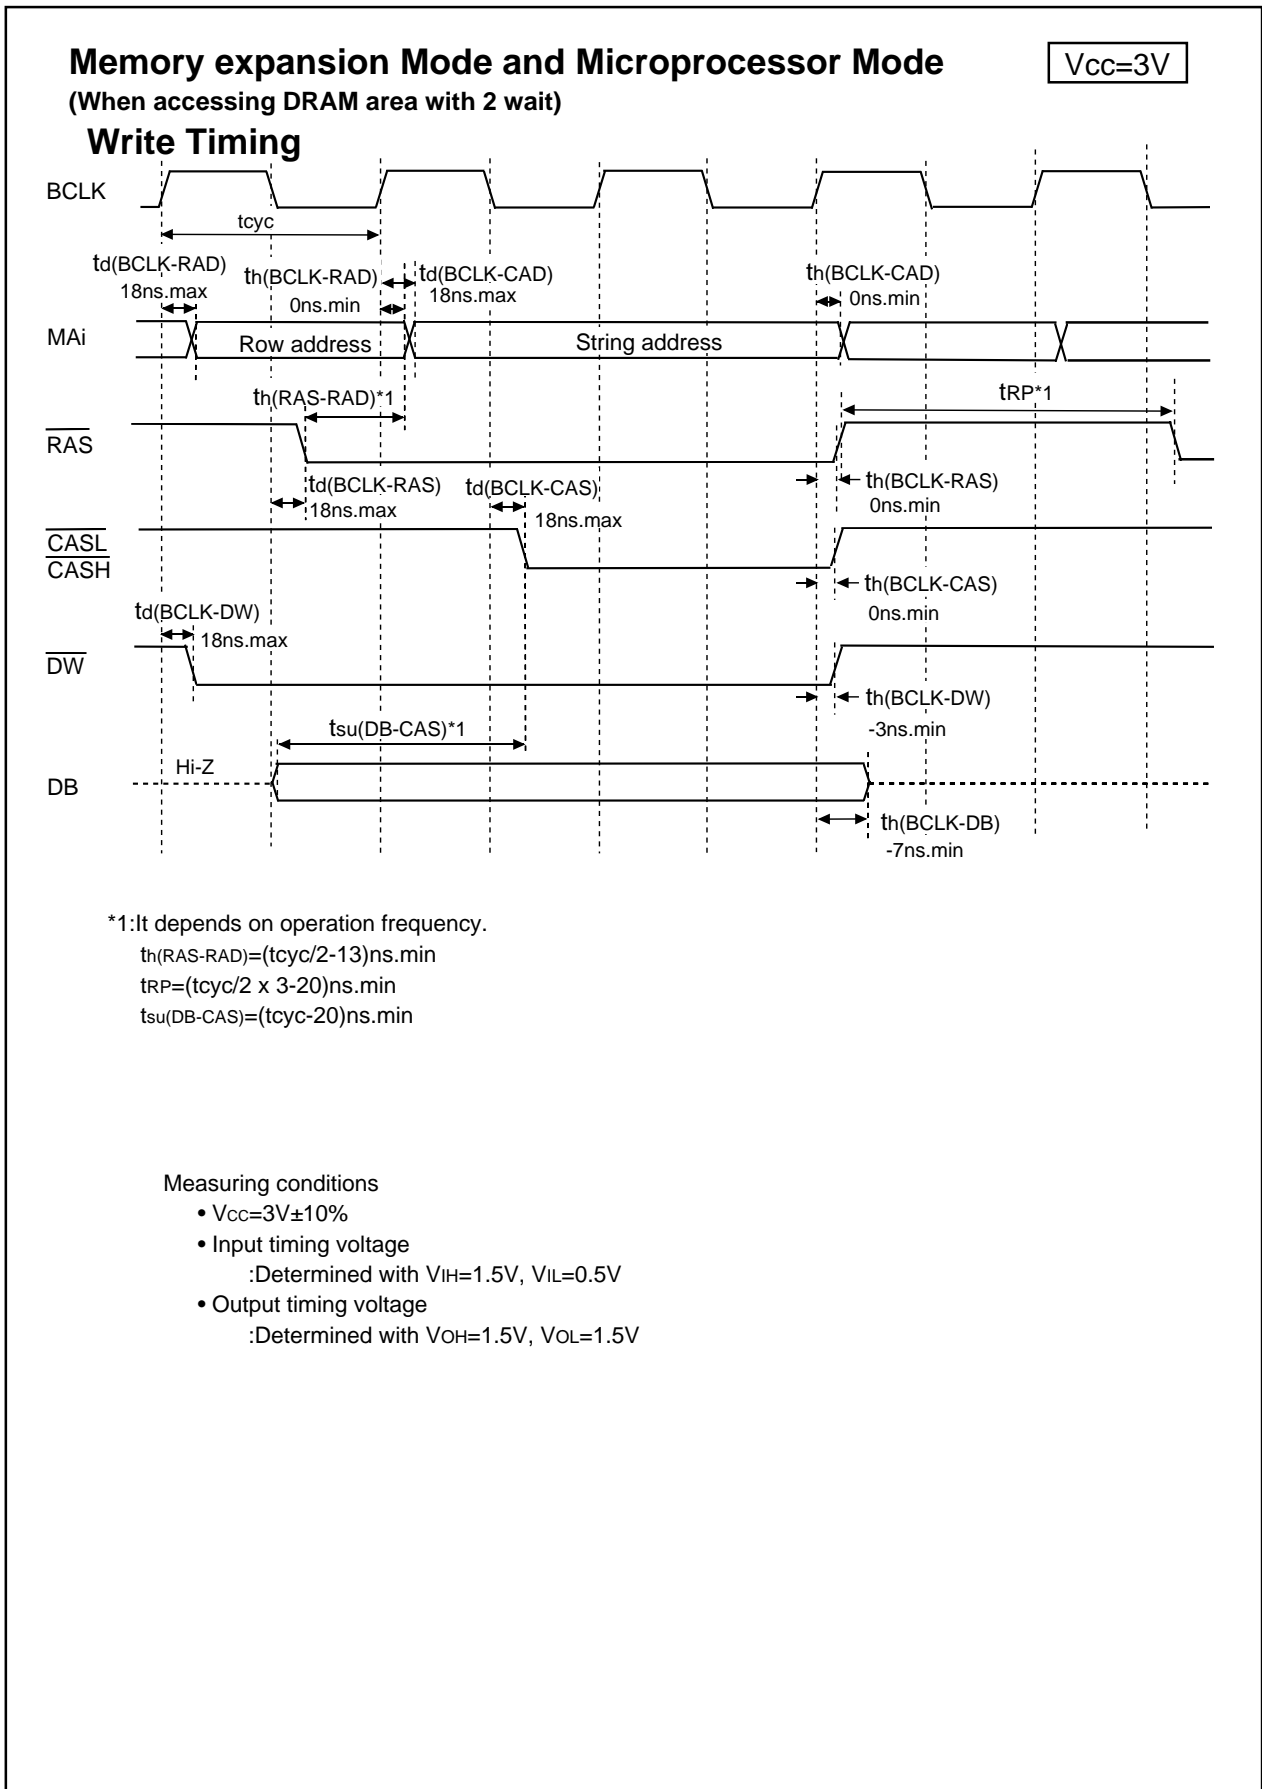 Memory expansion Mode and Microprocessor Mode
Vcc=3V
(When accessing DRAM area with 2 wait)
Write Timing
BCLK
tcyc
td(BCLK-RAD)
18ns.max
th(BCLK-RAD)
0ns.min
td(BCLK-CAD)
18ns.max
th(BCLK-CAD)
0ns.min
MAi
Row address
String address
th(RAS-RAD)*1
tRP*1
RAS
td(BCLK-RAS)
18ns.max
td(BCLK-CAS)
18ns.max
th(BCLK-RAS)
0ns.min
CASL
CASH
th(BCLK-CAS)
0ns.min
td(BCLK-DW)
18ns.max
DW
th(BCLK-DW)
-3ns.min
tsu(DB-CAS)*1
Hi-Z
DB
th(BCLK-DB)
-7ns.min
*1:It depends on operation frequency.
th(RAS-RAD)=(tcyc/2-13)ns.min
tRP=(tcyc/2 x 3-20)ns.min
tsu(DB-CAS)=(tcyc-20)ns.min
Measuring conditions
• VCC=3V±10%
• Input timing voltage
:Determined with VIH=1.5V, VIL=0.5V
• Output timing voltage
:Determined with VOH=1.5V, VOL=1.5V